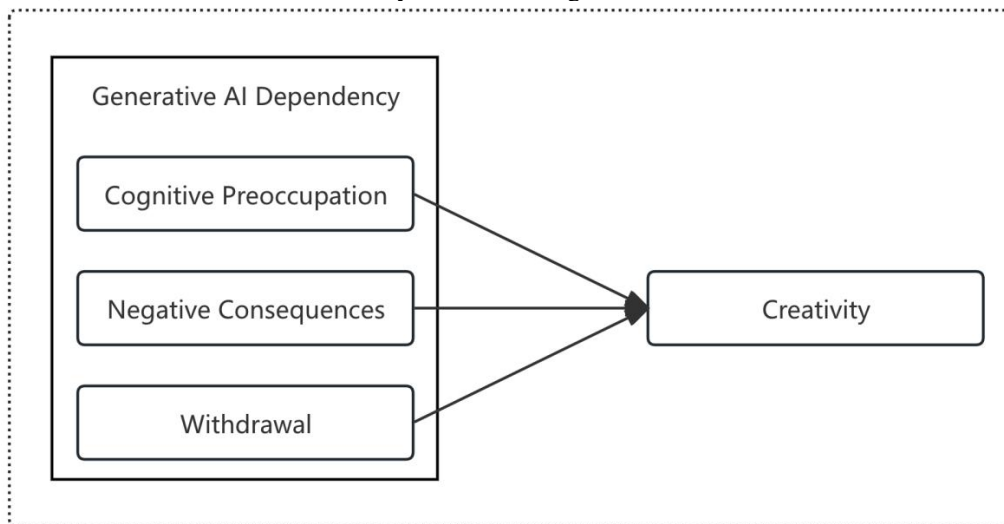 Generative AI Dependency
Cognitive Preoccupation
Negative Consequences
Creativity
Withdrawal